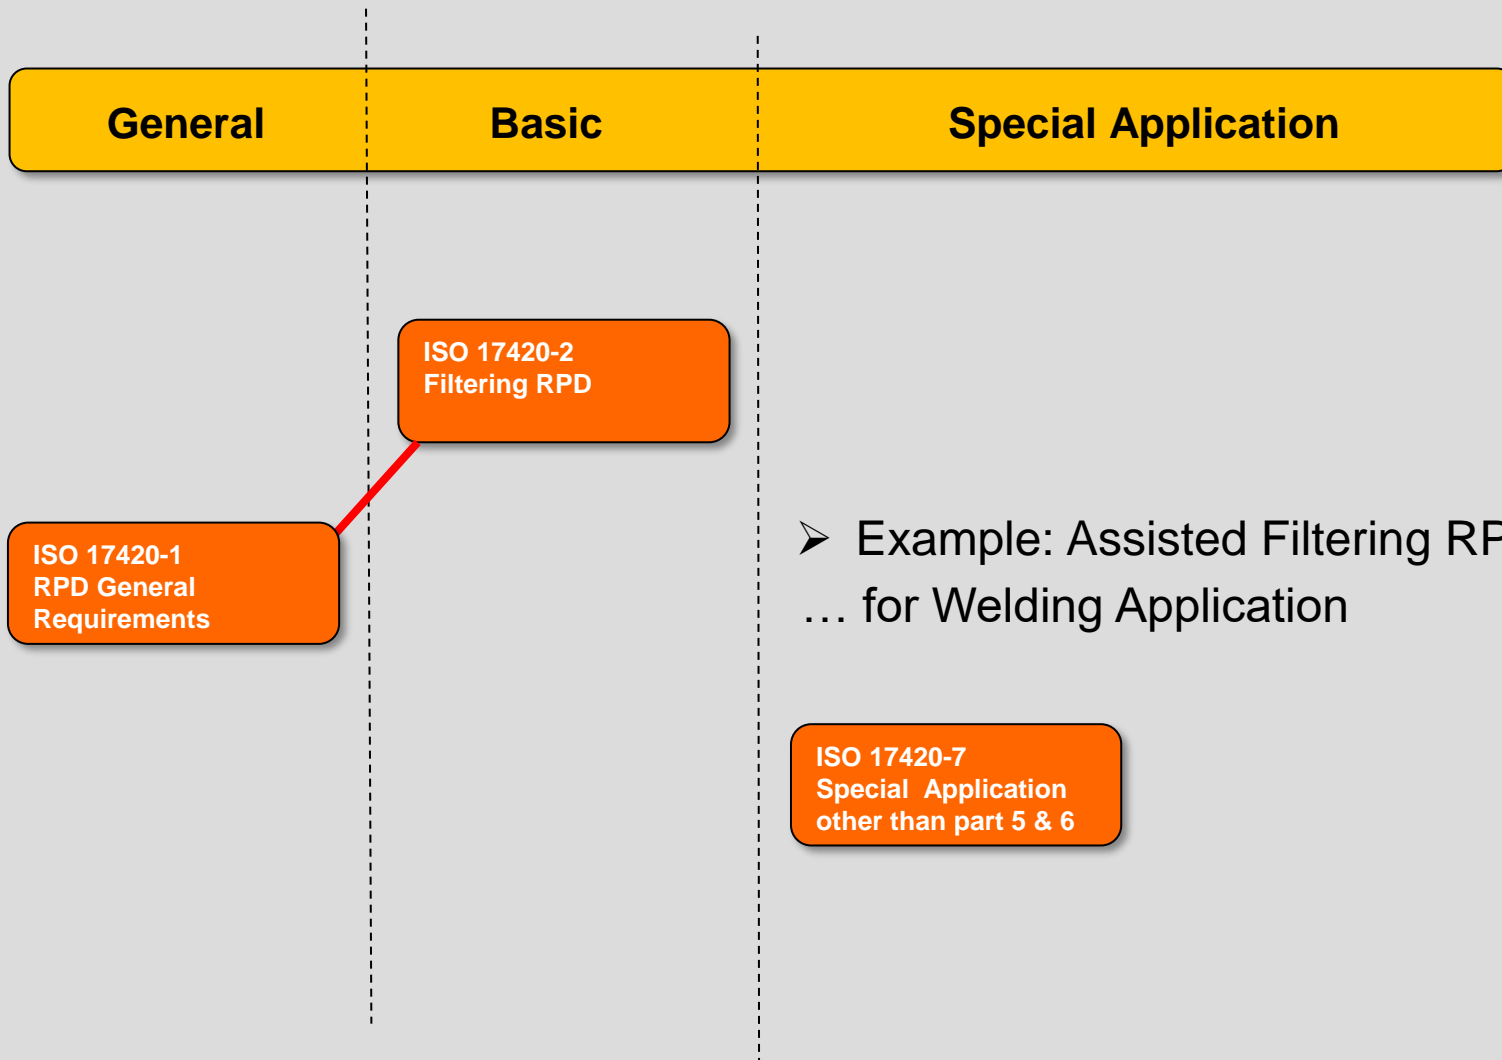 General
Basic
Special Application
ISO 17420-2
Filtering RPD
ISO 17420-1
RPD General
Requirements
➢ Example: Assisted Filtering
… for Welding Application
ISO 17420-7
Special Application
other than part 5 & 6